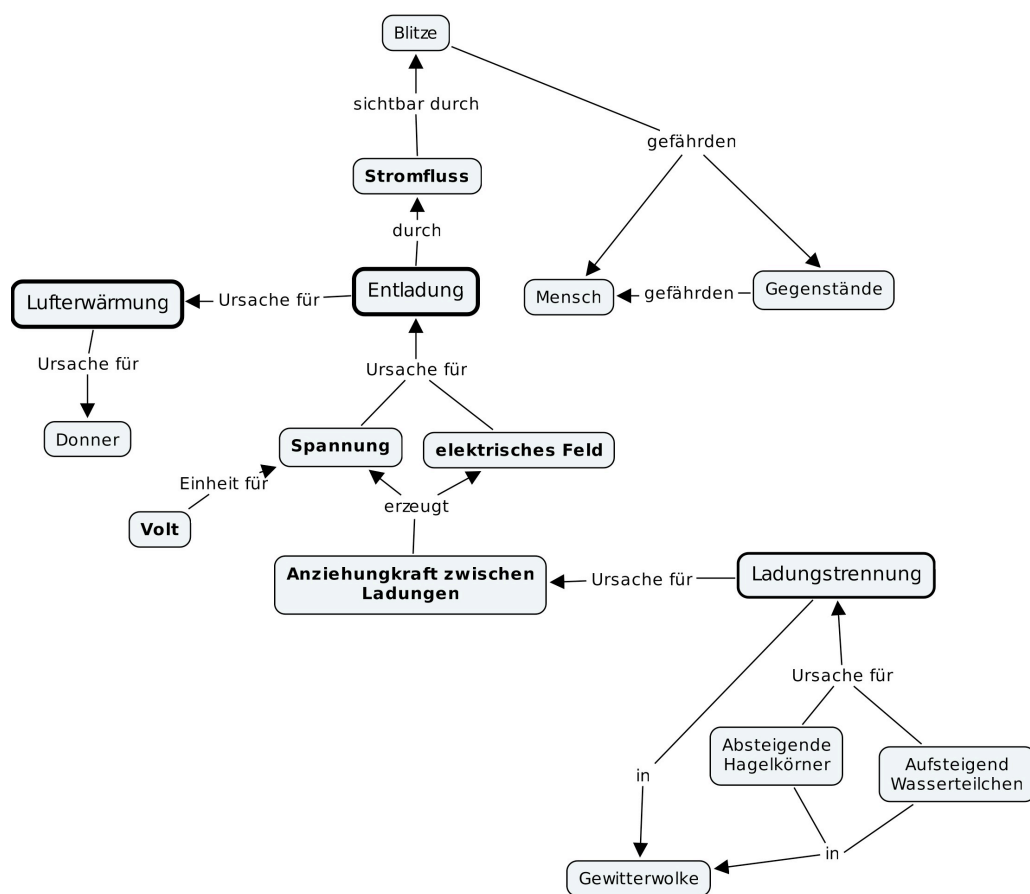 Blitze
sichtbar durch
gefährden
Stromfluss
durch
Entladung
Lufterwärmung
Ursache für
Mensch
gefährden
Gegenstände
Ursache für
Ursache für
Donner
Spannung
elektrisches Feld
Einheit für
erzeugt
Volt
Anziehungkraft zwischen
Ladungen
Ursache für
Ladungstrennung
Ursache für
Absteigende
Hagelkörner
Aufsteigend
Wasserteilchen
in
in
Gewitterwolke